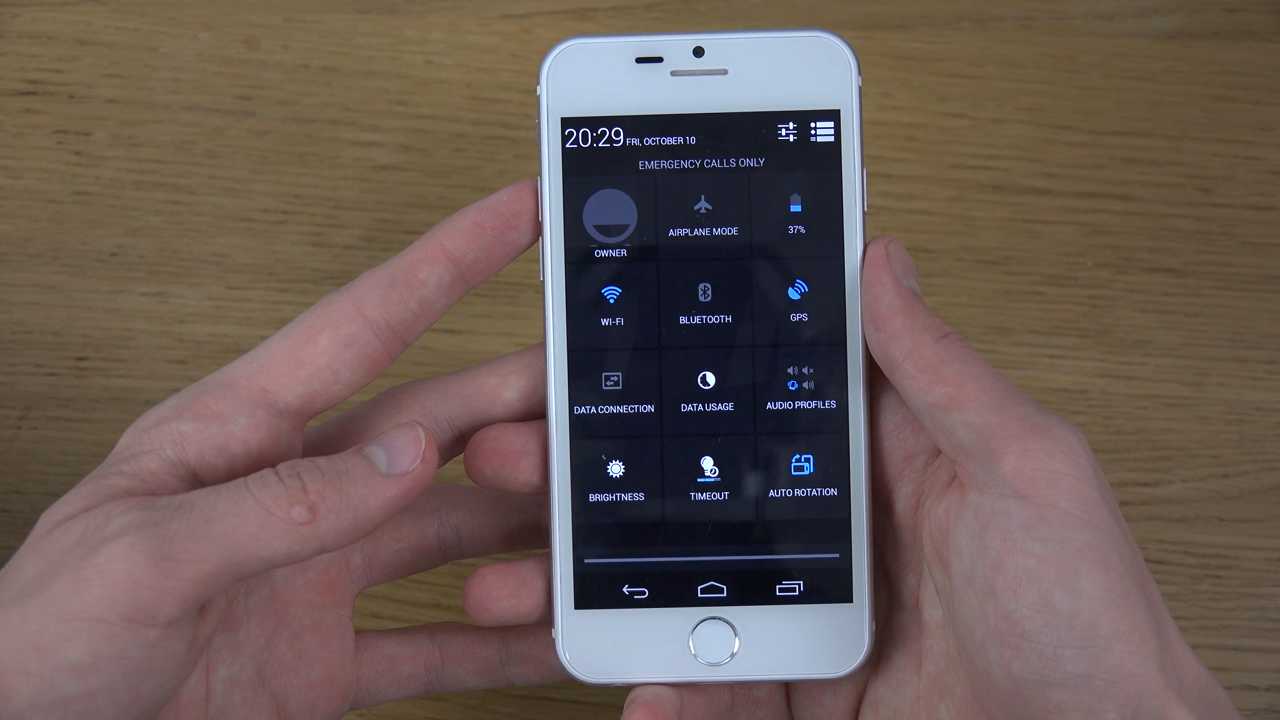 20:29 FRI, OCTOBER 10
EMERGENCY CALLS ONLY
OWNER
AIRPLANE MODE
37%
WI-FI
BLUETOOTH
GPS
DATA CONNECTION
DATA USAGE
AUDIO PROFILES
BRIGHTNESS
TIMEOUT
AUTO ROTATION